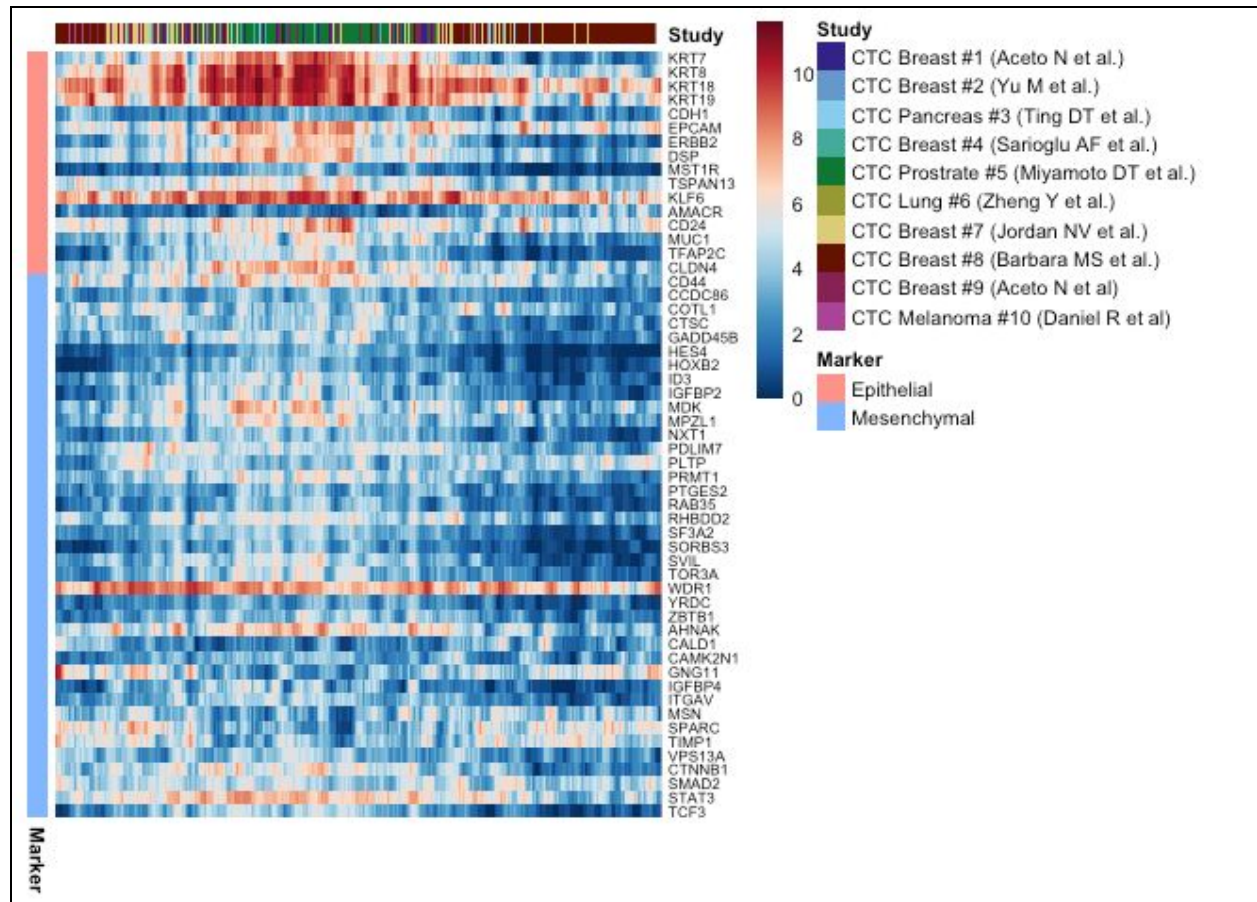 Study
KRT7
KRT8
KRT18
KRT19
CDH1
EPCAM
ERBB2
DSP
MST1R
TSPAN13
KLF6
AMACR
CD24
MUC1
TFAP2C
CLDN4
CD44
CCDC86
COTL1
CTSC
GADD45B
HES4
HOXB2
ID3
IGFBP2
MDK
MPZL1
NXT1
PDLIM7
PLTP
PRMT1
PTGES2
RAB35
RHBDD2
SF3A2
SORBS3
SVIL
TOR3A
WDR1
YRDC
ZBTB1
AHNAK
CALD1
CAMK2N1
GNG11
IGFBP4
ITGAV
MSN
SPARC
TIMP1
VPS13A
CTNNB1
SMAD2
STAT3
TCF3
Marker
10
8
6
4
2
0
Study
CTC Breast #1 (Aceto N et al.)
CTC Breast #2 (Yu M et al.)
CTC Pancreas #3 (Ting DT et al.)
CTC Breast #4 (Sarioglu AF et al.)
CTC Prostrate #5 (Miyamoto DT et al.)
CTC Lung #6 (Zheng Y et al.)
CTC Breast #7 (Jordan NV et al.)
CTC Breast #8 (Barbara MS et al.)
CTC Breast #9 (Aceto N et al)
CTC Melanoma #10 (Daniel R et al)
Marker
Epithelial
Mesenchymal